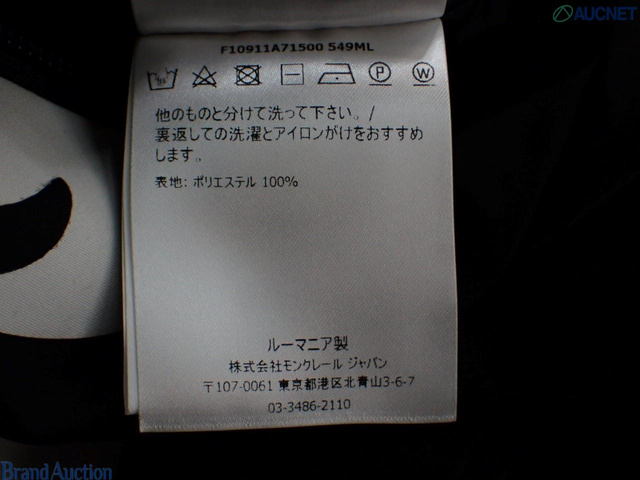 AUCNET
F10911A71500 549ML
P
W
他のものと分けて洗って下さい。/
裏返しての洗濯とアイロンがけをおすすめ
します。
表地: ポリエステル 100%
ルーマニア製
株式会社モンクレール ジャパン
〒107-0061 東京都港区北青山3-6-7
03-3486-2110
Brand Auction